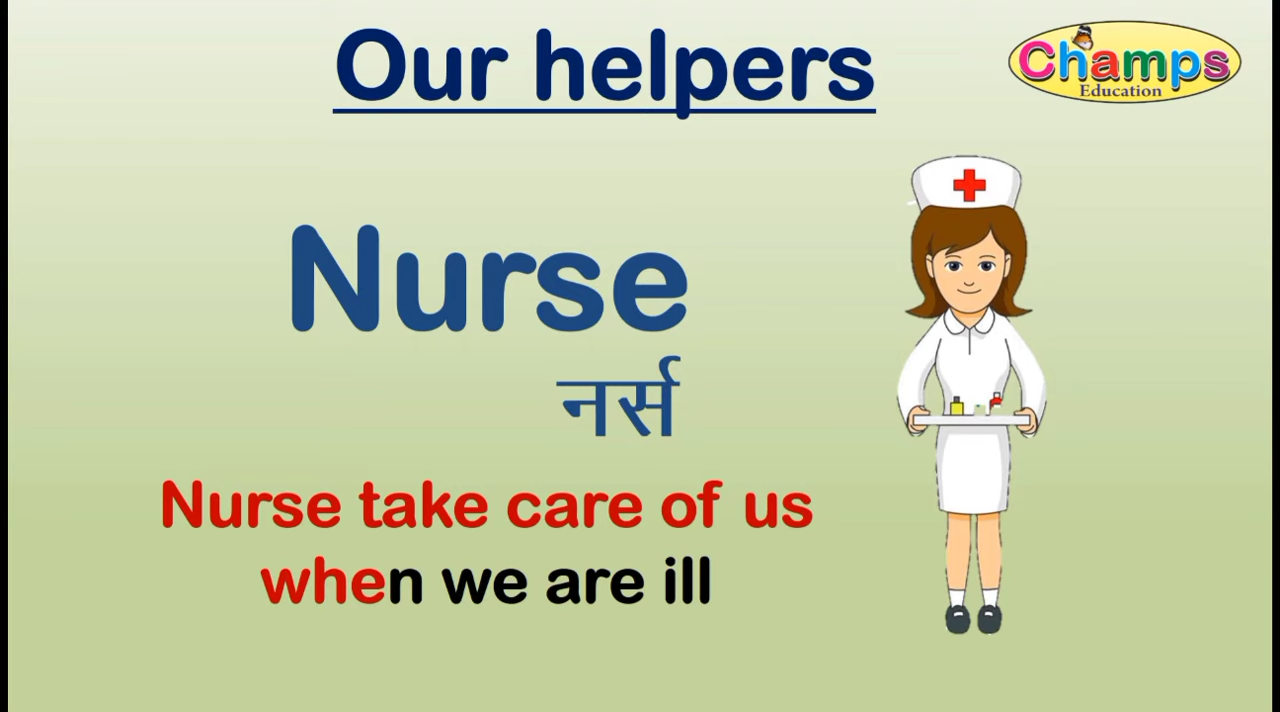 Our helpers
Champs
Education
Nurse
नर्स
Nurse take care of us
when we are ill